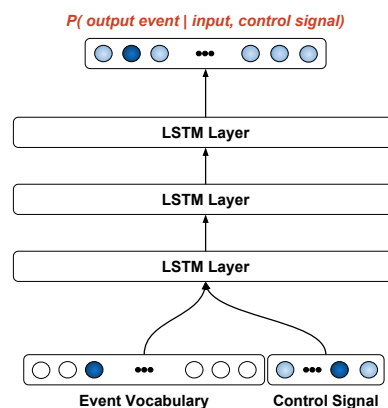 P( output event | input, control signal)
LSTM Layer
LSTM Layer
LSTM Layer
Event Vocabulary Control Signal